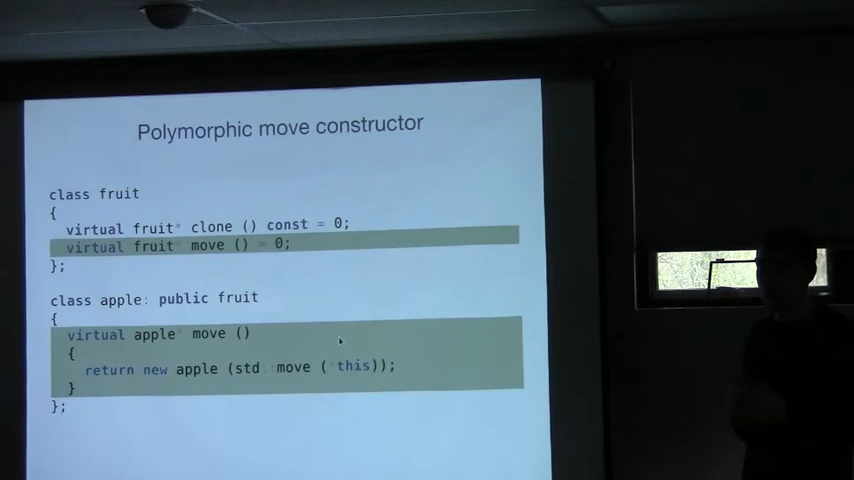 Polymorphic move constructor
class fruit
{
virtual fruit* clone () const = 0;
virtual fruit* move () = 0;
};
class apple: public fruit
{
virtual apple* move ()
{
return new apple (std::move (*this));
}
};